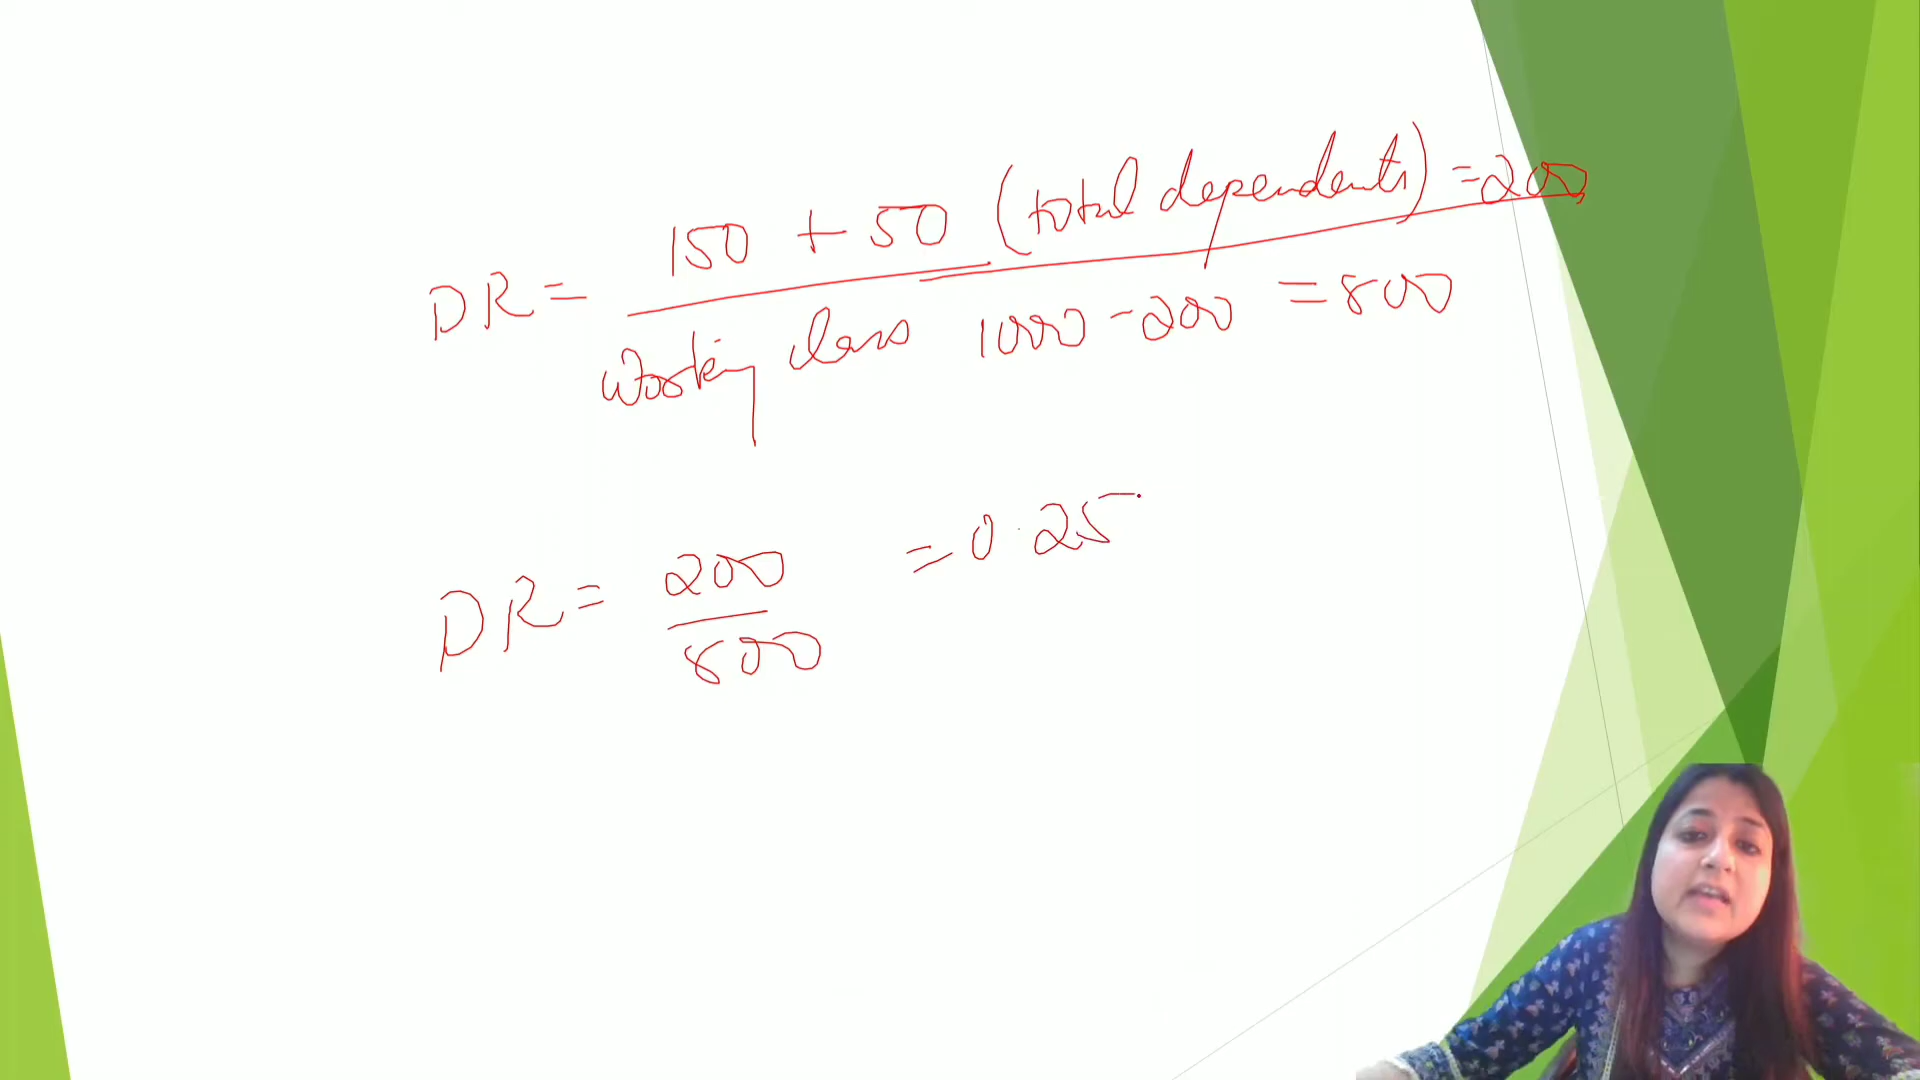 DR = 150 + 50 (total dependents) = 200
working class 1000 - 200 = 800
DR = 200 = 0.25
800